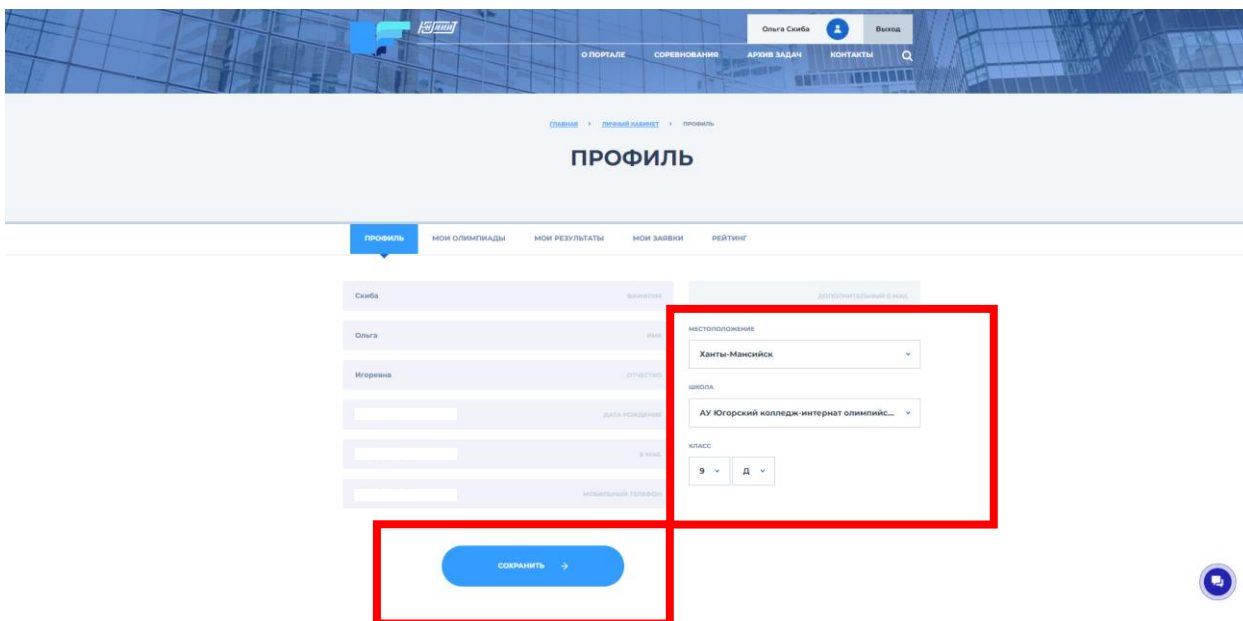 Ольга Скиба
Выход
О ПОРТАЛЕ СОРЕВНОВАНИЯ АРХИВ ЗАДАЧ КОНТАКТЫ
ГЛАВНАЯ ЛИЧНЫЙ КАБИНЕТ ПРОФИЛЬ
ПРОФИЛЬ
ПРОФИЛЬ МОИ ОЛИМПИАДЫ МОИ РЕЗУЛЬТАТЫ МОИ ЗАЯВКИ РЕЙТИНГ
Скиба ФАМИЛИЯ
Ольга ИМЯ
Игоревна ОТЧЕСТВО
ДАТА РОЖДЕНИЯ
E-MAIL
МОБИЛЬНЫЙ ТЕЛЕФОН
ДОПОЛНИТЕЛЬНЫЙ E-MAIL
МЕСТОПОЛОЖЕНИЕ
Ханты-Мансийск
ШКОЛА
АУ Югорский колледж-интернат олимпийс...
КЛАСС
9 Д
СОХРАНИТЬ